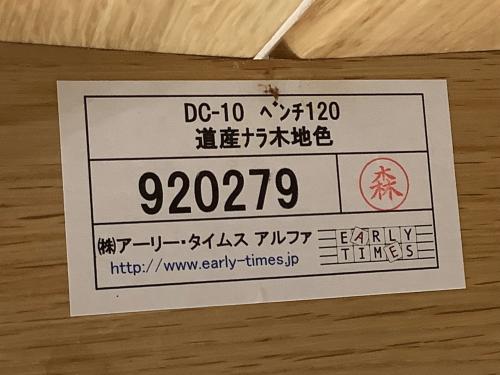 DC-10 ﾍﾞﾝﾁ120
道産ﾅﾗ木地色
920279
森
㈱アーリー・タイムス アルファ
http://www.early-times.jp
EARLY
TIMES